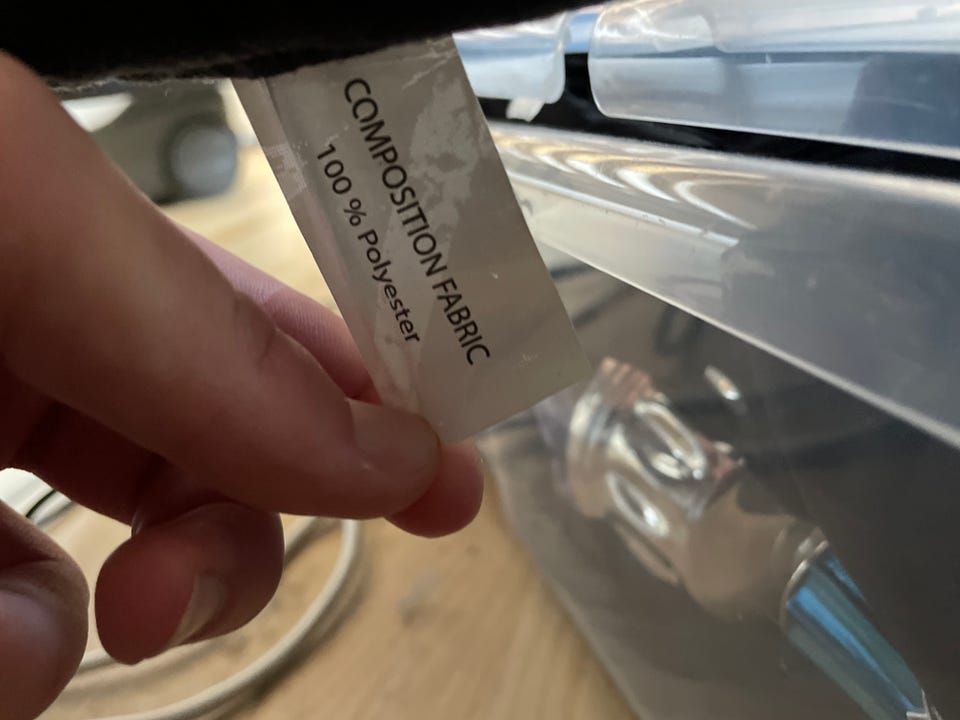 COMPOSITION FABRIC
100 % Polyester